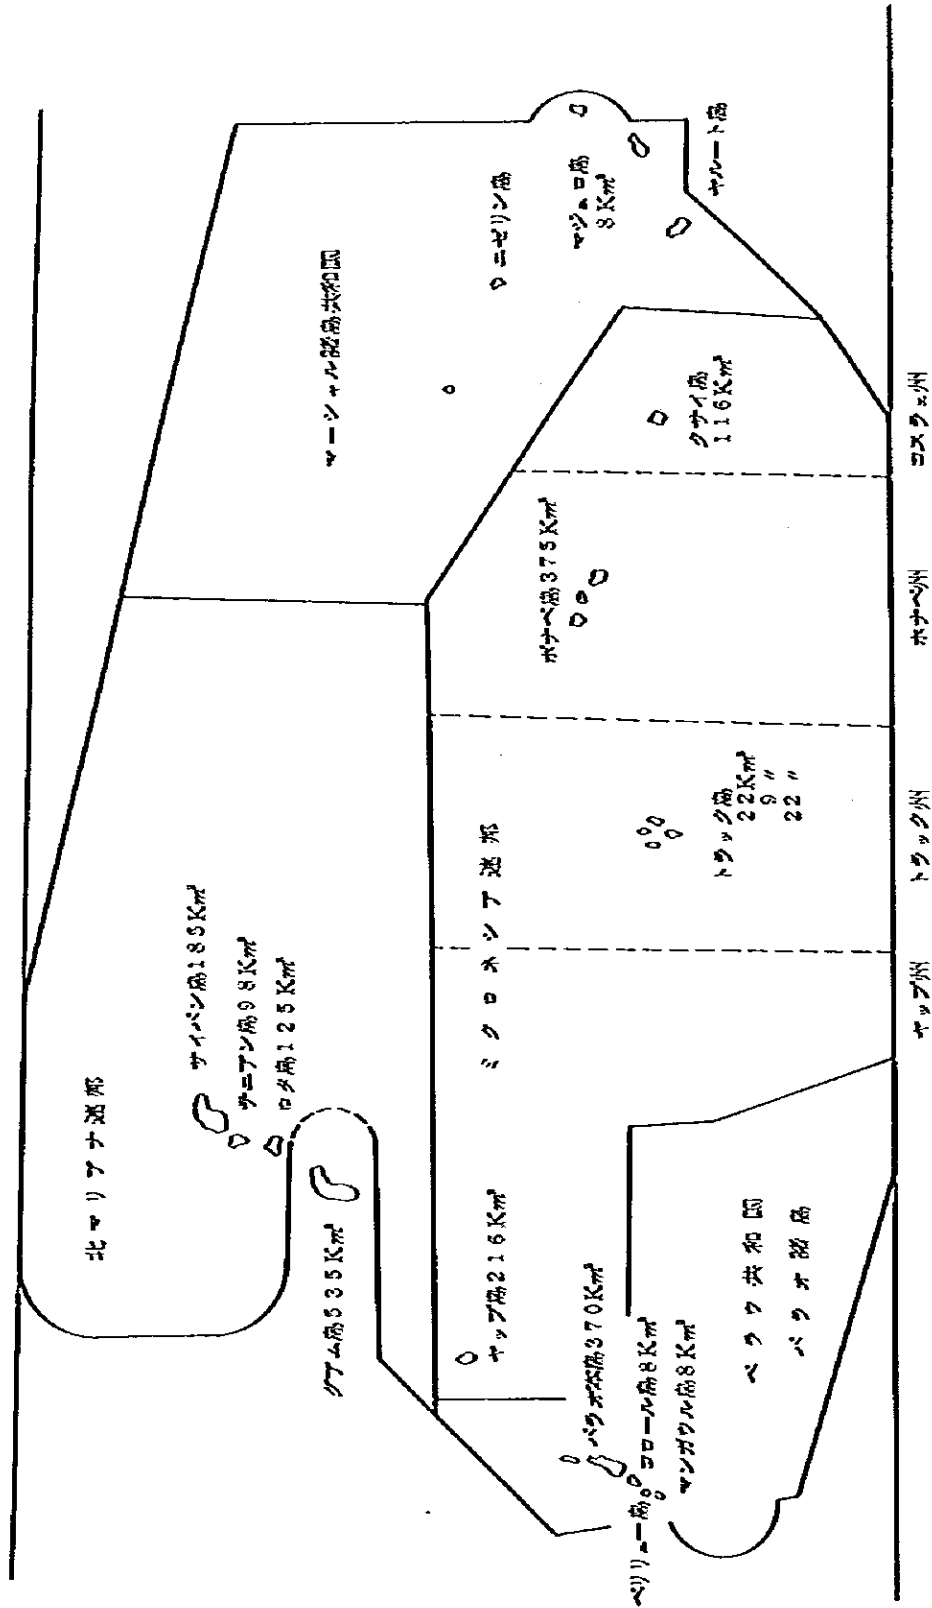 北マリアナ連邦
サイパン島185Km²
テニアン島98Km²
ロタ島125Km²
グアム島535Km²
マーシャル諸島共和国
マジュロ島
8Km²
ヤルート島
ミクロネシア連邦
ヤップ島216Km²
トラック島
22Km²
9〃
22〃
ポナペ島375Km²
クサイ島
116Km²
パラオ本島370Km²
コロール島8Km²
マンガウル島8Km²
ペリリュー島
ベラウ共和国
パラオ諸島
ヤップ州
トラック州
ポナペ州
コスラェ州